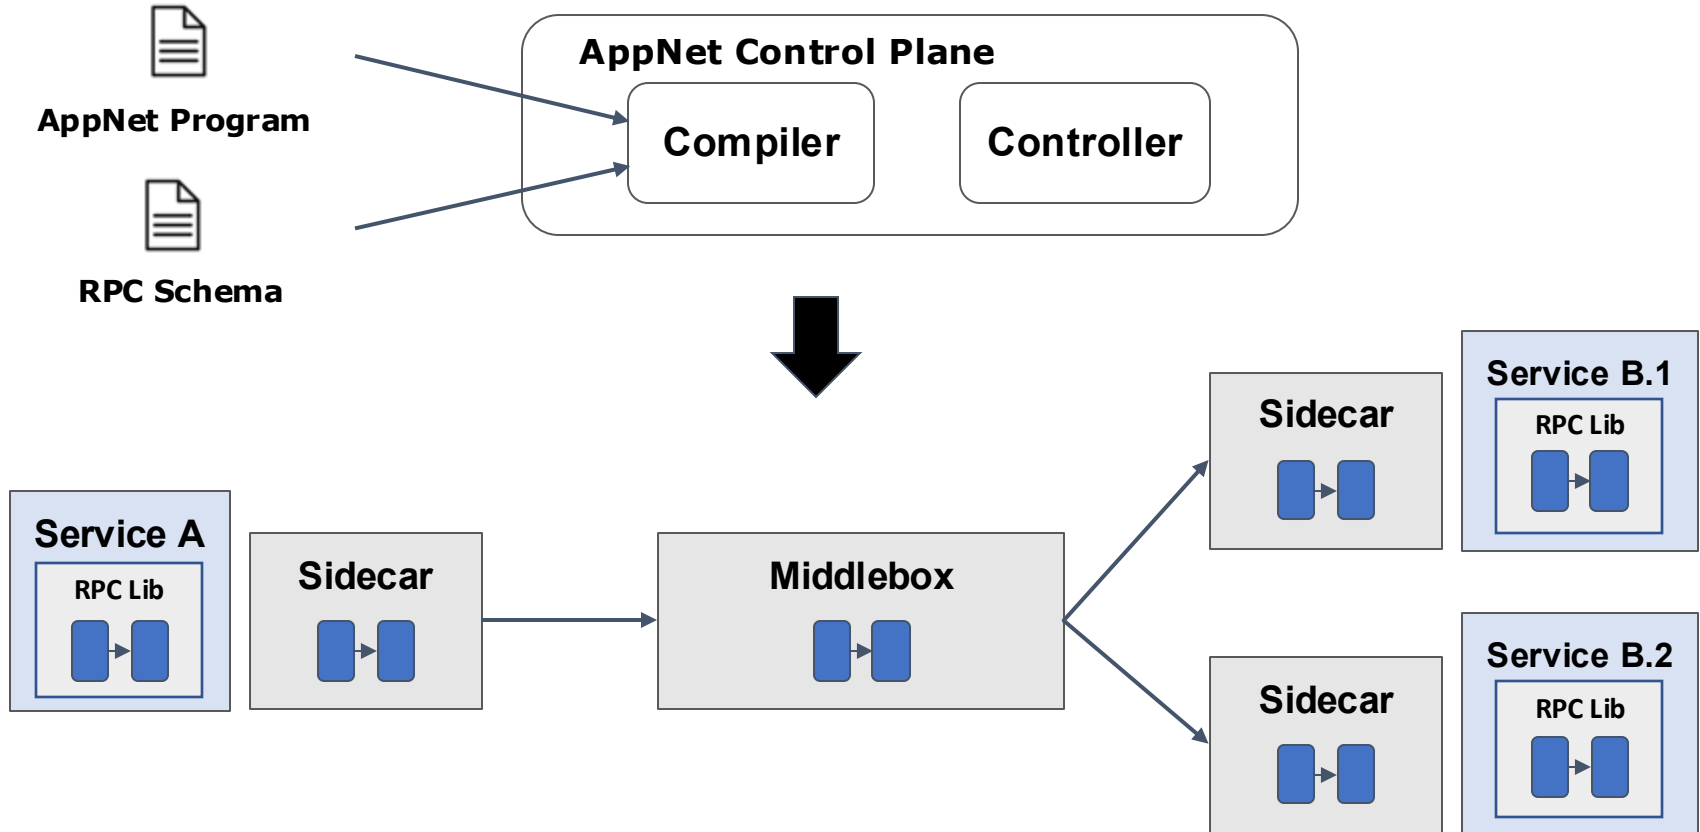 AppNet Program
RPC Schema
AppNet Control Plane
Compiler
Controller
Service A
RPC Lib
Sidecar
Middlebox
Sidecar
Service B.1
RPC Lib
Sidecar
Service B.2
RPC Lib